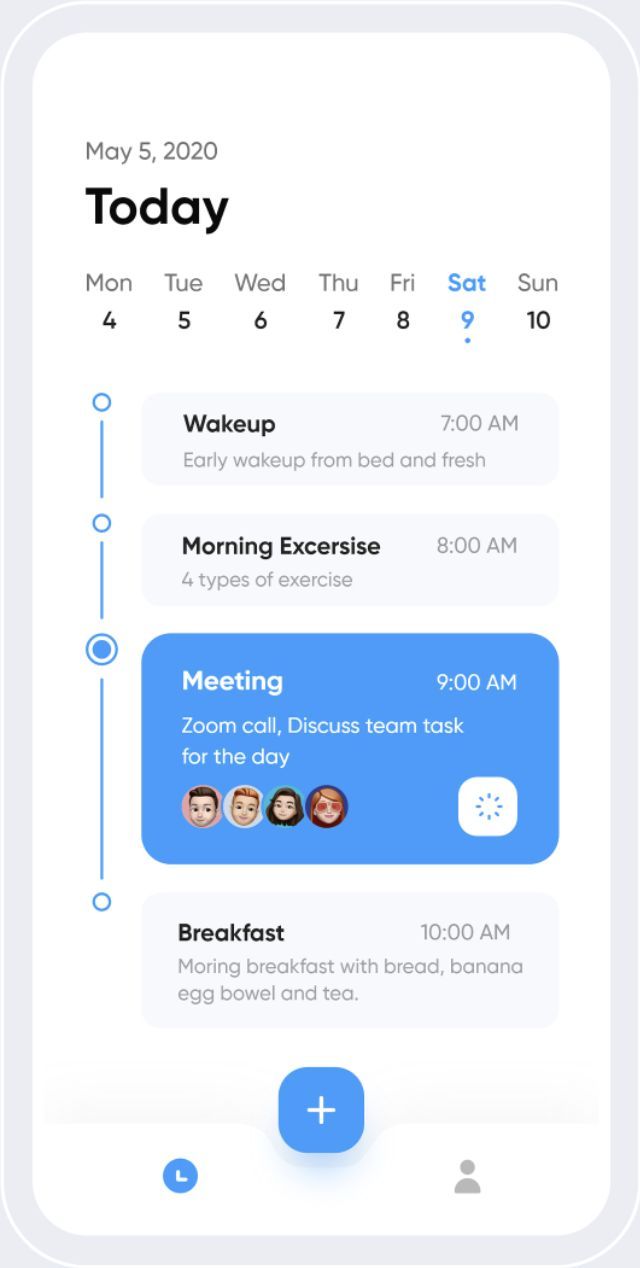 May 5, 2020
Today
Mon Tue Wed Thu Fri Sat Sun
4 5 6 7 8 9 10
Wakeup 7:00 AM
Early wakeup from bed and fresh
Morning Excersise 8:00 AM
4 types of exercise
Meeting 9:00 AM
Zoom call, Discuss team task
for the day
Breakfast 10:00 AM
Moring breakfast with bread, banana
egg bowel and tea.